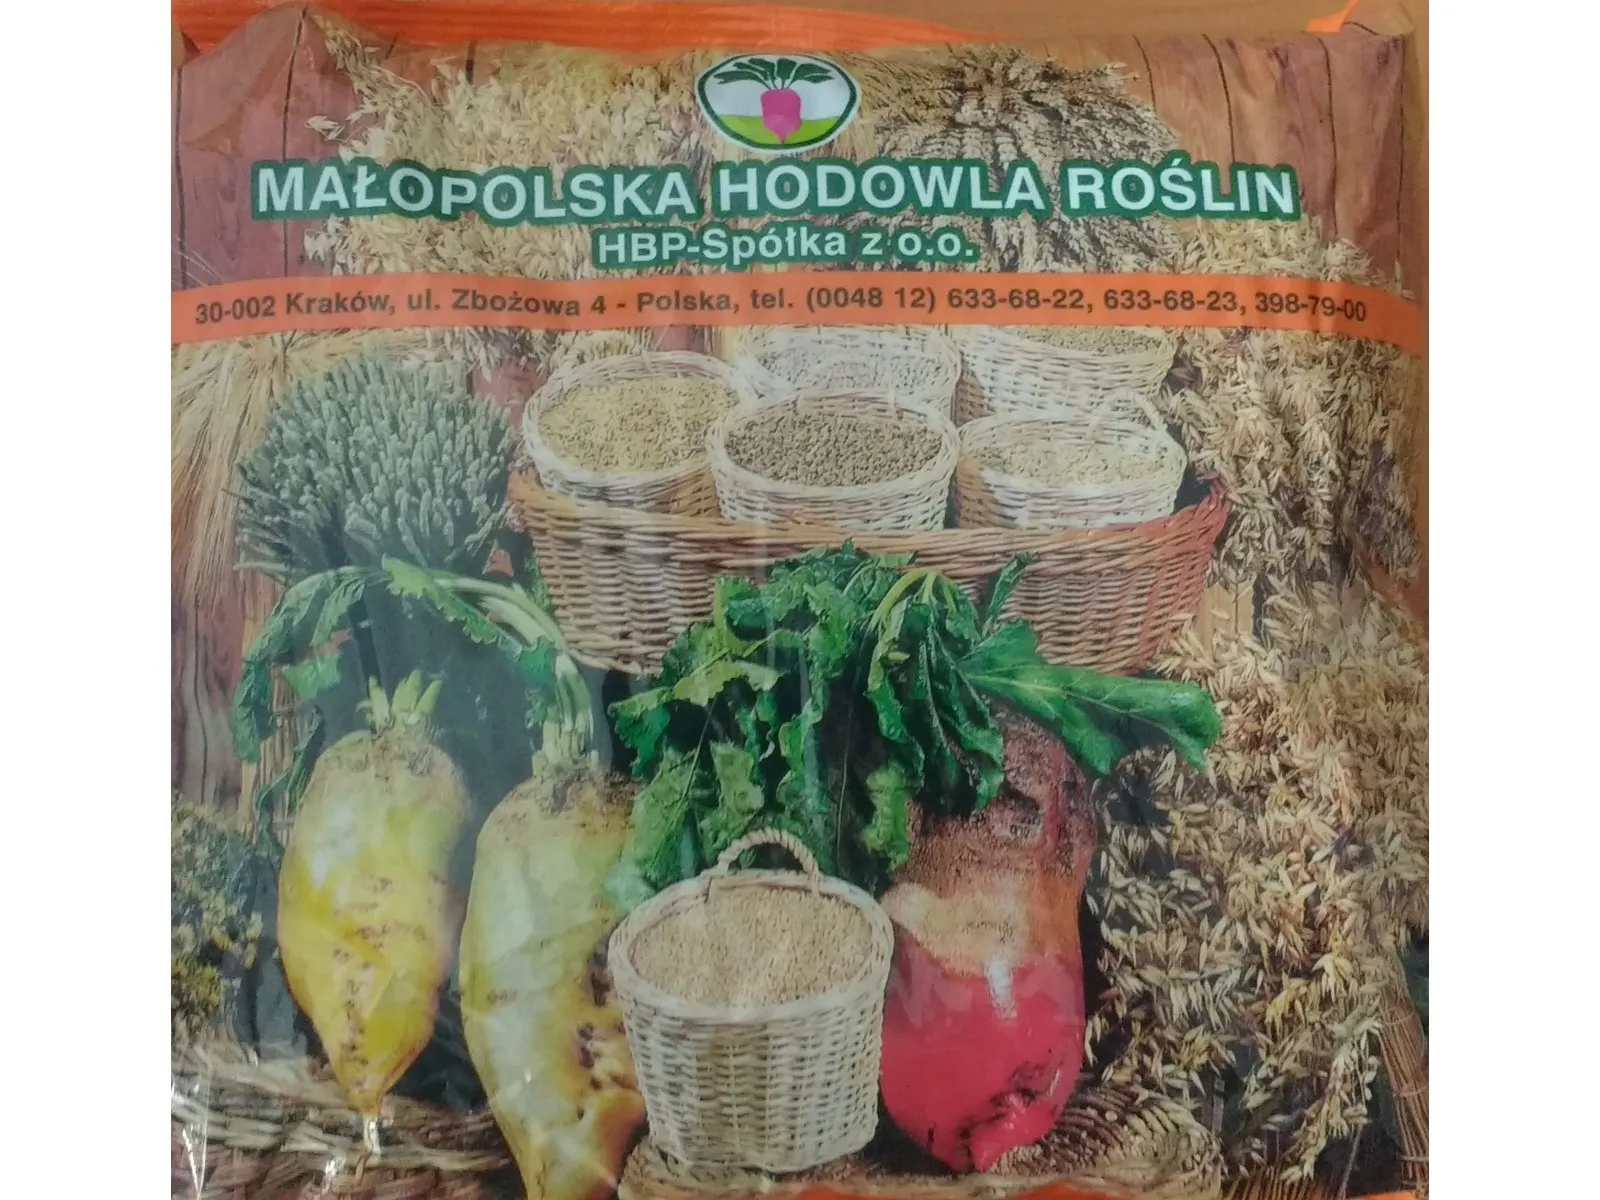 MAŁOPOLSKA HODOWLA ROŚLIN
HBP-Spółka z o.o.
30-002 Kraków, ul. Zbożowa 4 - Polska, tel. (0048 12) 633-68-22, 633-68-23, 398-79-00